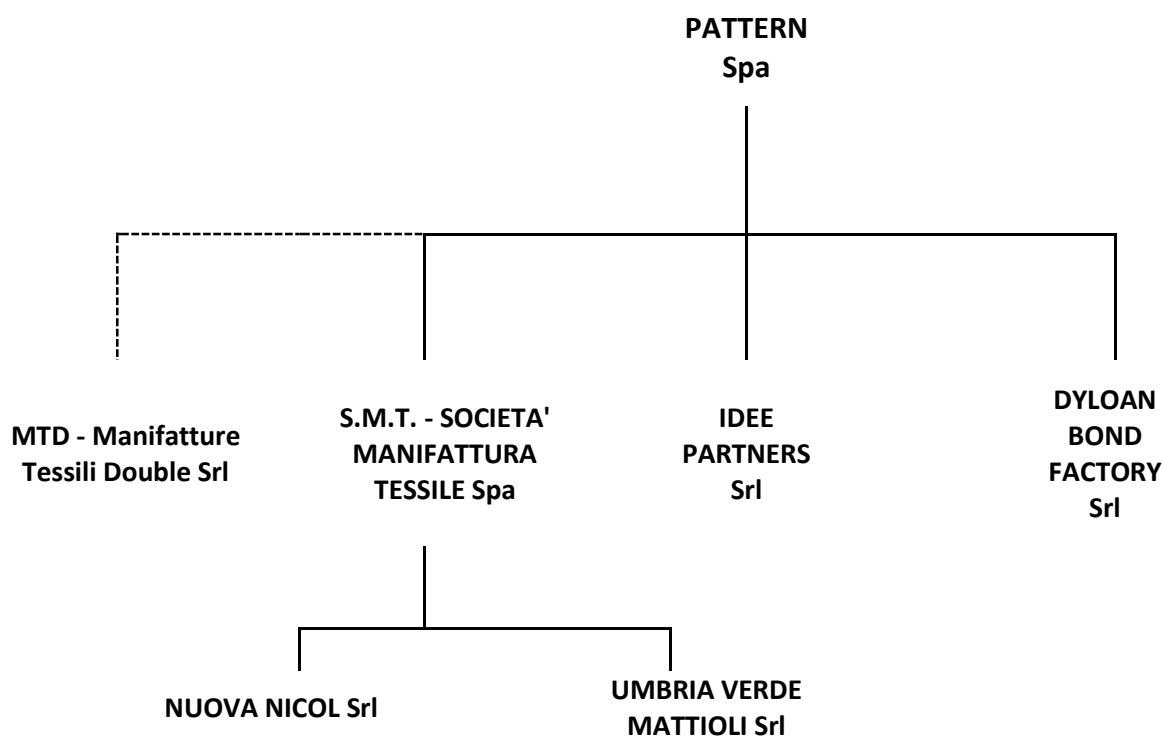 PATTERN
Spa
MTD - Manifatture
Tessili Double Srl
S.M.T. - SOCIETA'
MANIFATTURA
TESSILE Spa
IDEE
PARTNERS
Srl
DYLOAN
BOND
FACTORY
Srl
NUOVA NICOL Srl
UMBRIA VERDE
MATTIOLI Srl